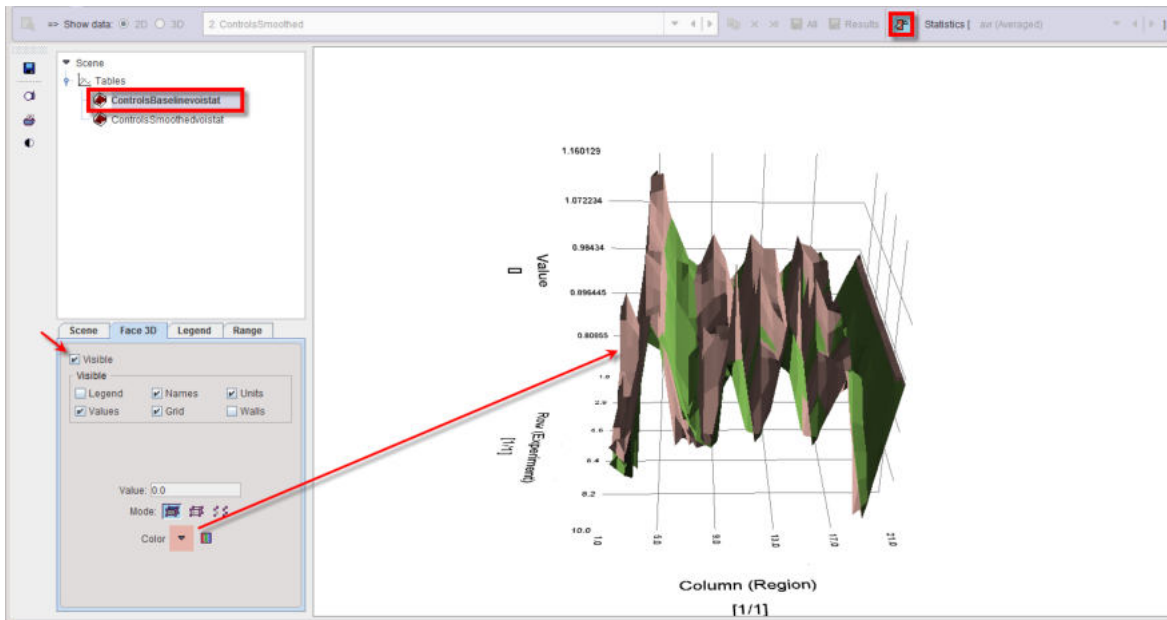 => Show data: 2D 3D 2. ControlsSmoothed All Results Statistics [ avr (Averaged) ]
Scene
Tables
ControlsBaselinevoistat
ControlsSmoothedvoistat
Scene Face 3D Legend Range
Visible
Visible
Legend Names Units
Values Grid Walls
Value: 0.0
Mode:
Color
1.160129
1.072234
0.98434
0.896445
0.80855
Value
[]
1.0
2.8
4.6
6.4
8.2
10.0
Row (Experiment)
[1/1]
1.0 5.0 9.0 13.0 17.0 21.0
Column (Region)
[1/1]